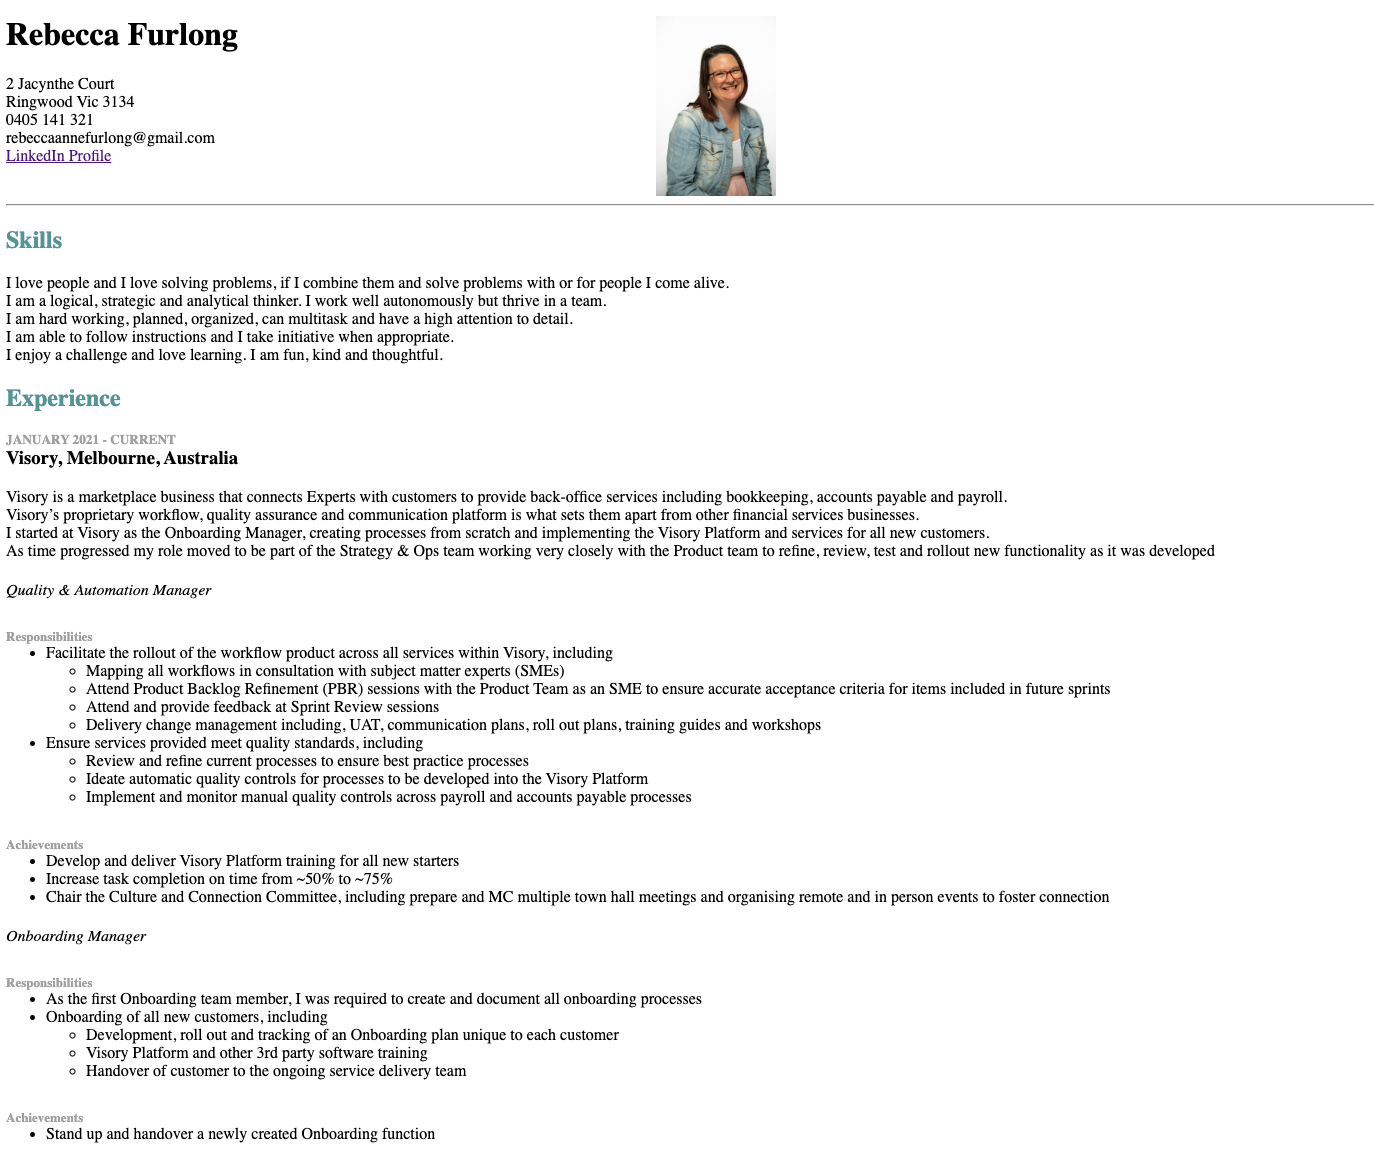 Rebecca Furlong
2 Jacynthe Court
Ringwood Vic 3134
0405 141 321
rebeccaannefurlong@gmail.com
LinkedIn Profile
Skills
I love people and I love solving problems, if I combine them and solve problems with or for people I come alive.
I am a logical, strategic and analytical thinker. I work well autonomously but thrive in a team.
I am hard working, planned, organized, can multitask and have a high attention to detail.
I am able to follow instructions and I take initiative when appropriate.
I enjoy a challenge and love learning. I am fun, kind and thoughtful.
Experience
JANUARY 2021 - CURRENT
Visory, Melbourne, Australia
Visory is a marketplace business that connects Experts with customers to provide back-office services including bookkeeping, accounts payable and payroll.
Visory’s proprietary workflow, quality assurance and communication platform is what sets them apart from other financial services businesses.
I started at Visory as the Onboarding Manager, creating processes from scratch and implementing the Visory Platform and services for all new customers.
As time progressed my role moved to be part of the Strategy & Ops team working very closely with the Product team to refine, review, test and rollout new functionality as it was developed
Quality & Automation Manager
Responsibilities
• Facilitate the rollout of the workflow product across all services within Visory, including
◦ Mapping all workflows in consultation with subject matter experts (SMEs)
◦ Attend Product Backlog Refinement (PBR) sessions with the Product Team as an SME to ensure accurate acceptance criteria for items included in future sprints
◦ Attend and provide feedback at Sprint Review sessions
◦ Delivery change management including, UAT, communication plans, roll out plans, training guides and workshops
• Ensure services provided meet quality standards, including
◦ Review and refine current processes to ensure best practice processes
◦ Ideate automatic quality controls for processes to be developed into the Visory Platform
◦ Implement and monitor manual quality controls across payroll and accounts payable processes
Achievements
• Develop and deliver Visory Platform training for all new starters
• Increase task completion on time from ~50% to ~75%
• Chair the Culture and Connection Committee, including prepare and MC multiple town hall meetings and organising remote and in person events to foster connection
Onboarding Manager
Responsibilities
• As the first Onboarding team member, I was required to create and document all onboarding processes
• Onboarding of all new customers, including
◦ Development, roll out and tracking of an Onboarding plan unique to each customer
◦ Visory Platform and other 3rd party software training
◦ Handover of customer to the ongoing service delivery team
Achievements
• Stand up and handover a newly created Onboarding function